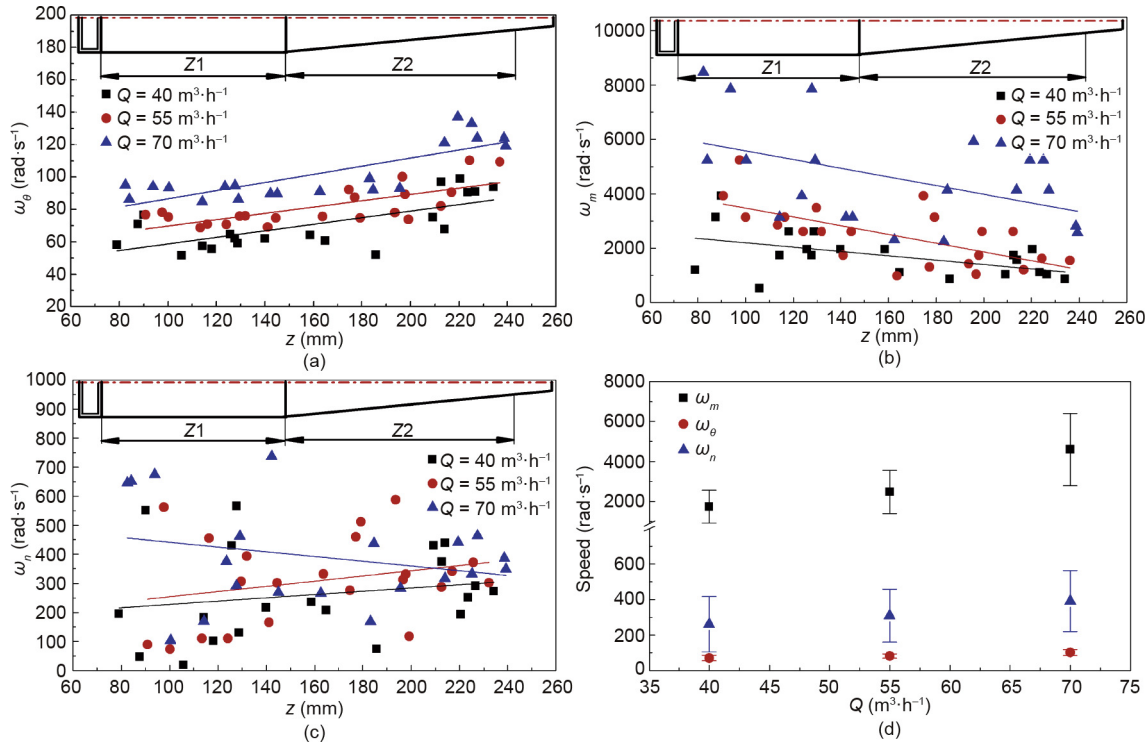 200
180
160
140
120
100
80
60
40
20
ωθ (rad·s⁻¹)
Z1
Z2
Q = 40 m³·h⁻¹
Q = 55 m³·h⁻¹
Q = 70 m³·h⁻¹
60 80 100 120 140 160 180 200 220 240 260
z (mm)
(a)
10000
8000
6000
4000
2000
0
ωm (rad·s⁻¹)
Z1
Z2
Q = 40 m³·h⁻¹
Q = 55 m³·h⁻¹
Q = 70 m³·h⁻¹
60 80 100 120 140 160 180 200 220 240 260
z (mm)
(b)
1000
900
800
700
600
500
400
300
200
100
0
ωn (rad·s⁻¹)
Z1
Z2
Q = 40 m³·h⁻¹
Q = 55 m³·h⁻¹
Q = 70 m³·h⁻¹
60 80 100 120 140 160 180 200 220 240 260
z (mm)
(c)
8000
6000
4000
2000
600
400
200
0
Speed (rad·s⁻¹)
ωm
ωθ
ωn
35 40 45 50 55 60 65 70 75
Q (m³·h⁻¹)
(d)